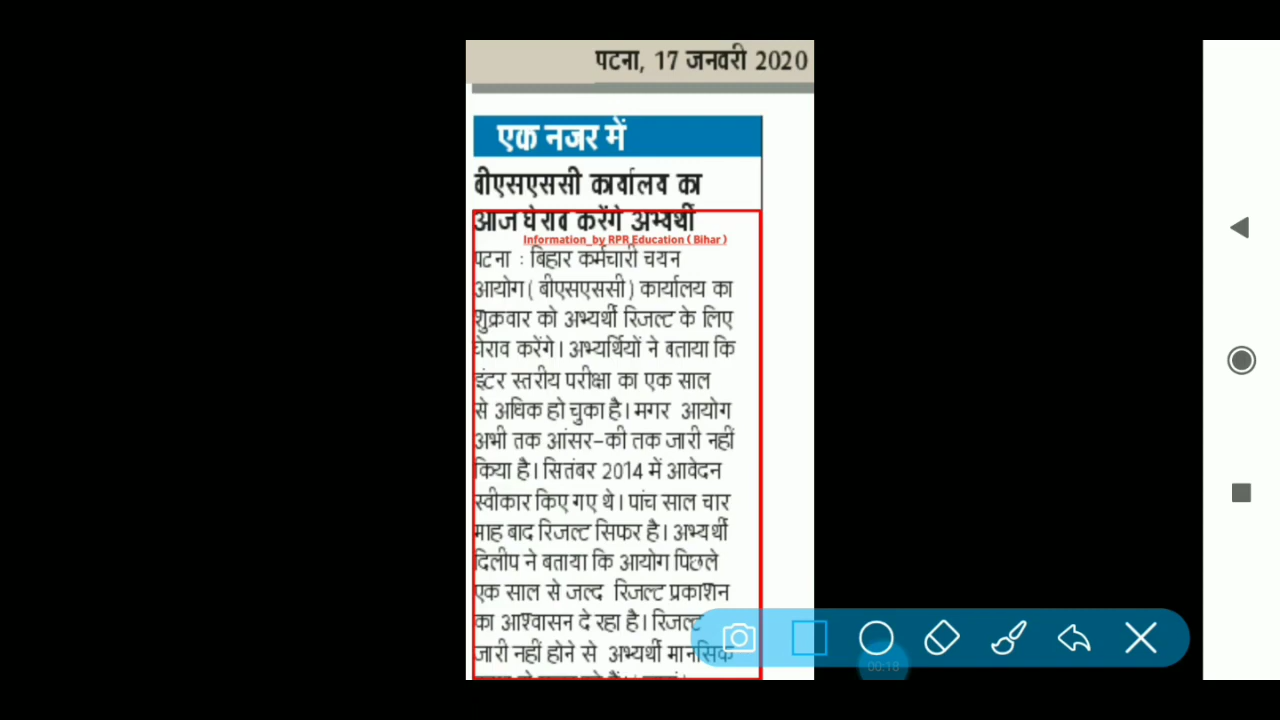 पटना, 17 जनवरी 2020
एक नजर में
बीएसएससी कार्यालय का
आज घेराव करेंगे अभ्यर्थी
Information_by RPR Education ( Bihar )
पटना : बिहार कर्मचारी चयन
आयोग ( बीएसएससी ) कार्यालय का
शुक्रवार को अभ्यर्थी रिजल्ट के लिए
घेराव करेंगे। अभ्यर्थियों ने बताया कि
इंटर स्तरीय परीक्षा का एक साल
से अधिक हो चुका है। मगर आयोग
अभी तक आंसर-की तक जारी नहीं
किया है। सितंबर 2014 में आवेदन
स्वीकार किए गए थे। पांच साल चार
माह बाद रिजल्ट सिफर है। अभ्यर्थी
दिलीप ने बताया कि आयोग पिछले
एक साल से जल्द रिजल्ट प्रकाशन
का आश्वासन दे रहा है। रिजल्ट
जारी नहीं होने से अभ्यर्थी मानसिक
00:18